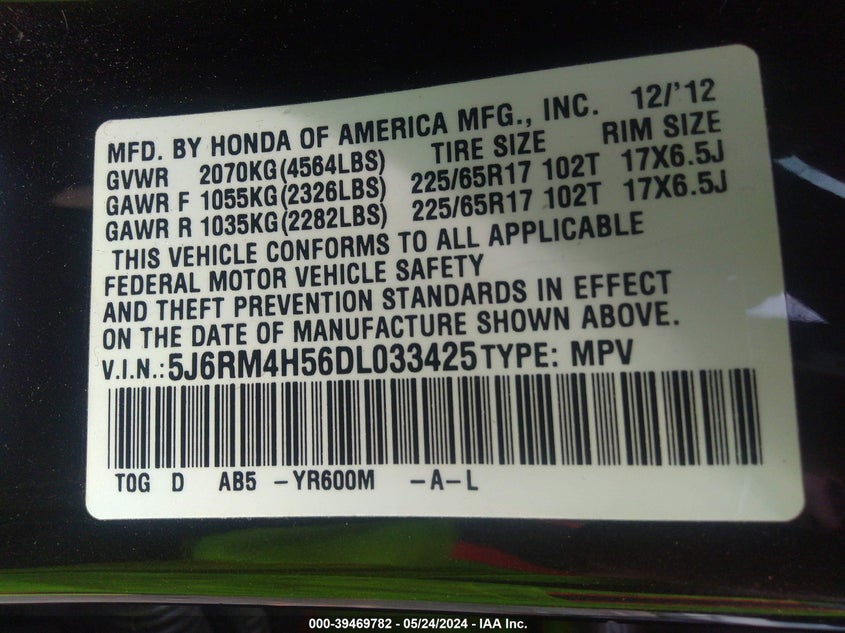 MFD. BY HONDA OF AMERICA MFG., INC. 12/'12
GVWR 2070KG(4564LBS) TIRE SIZE RIM SIZE
GAWR F 1055KG(2326LBS) 225/65R17 102T 17X6.5J
GAWR R 1035KG(2282LBS) 225/65R17 102T 17X6.5J
THIS VEHICLE CONFORMS TO ALL APPLICABLE
FEDERAL MOTOR VEHICLE SAFETY
AND THEFT PREVENTION STANDARDS IN EFFECT
ON THE DATE OF MANUFACTURE SHOWN ABOVE.
V.I.N.: 5J6RM4H56DL033425 TYPE: MPV
T0G D AB5 -YR600M -A-L
000-39469782 - 05/24/2024 - IAA Inc.